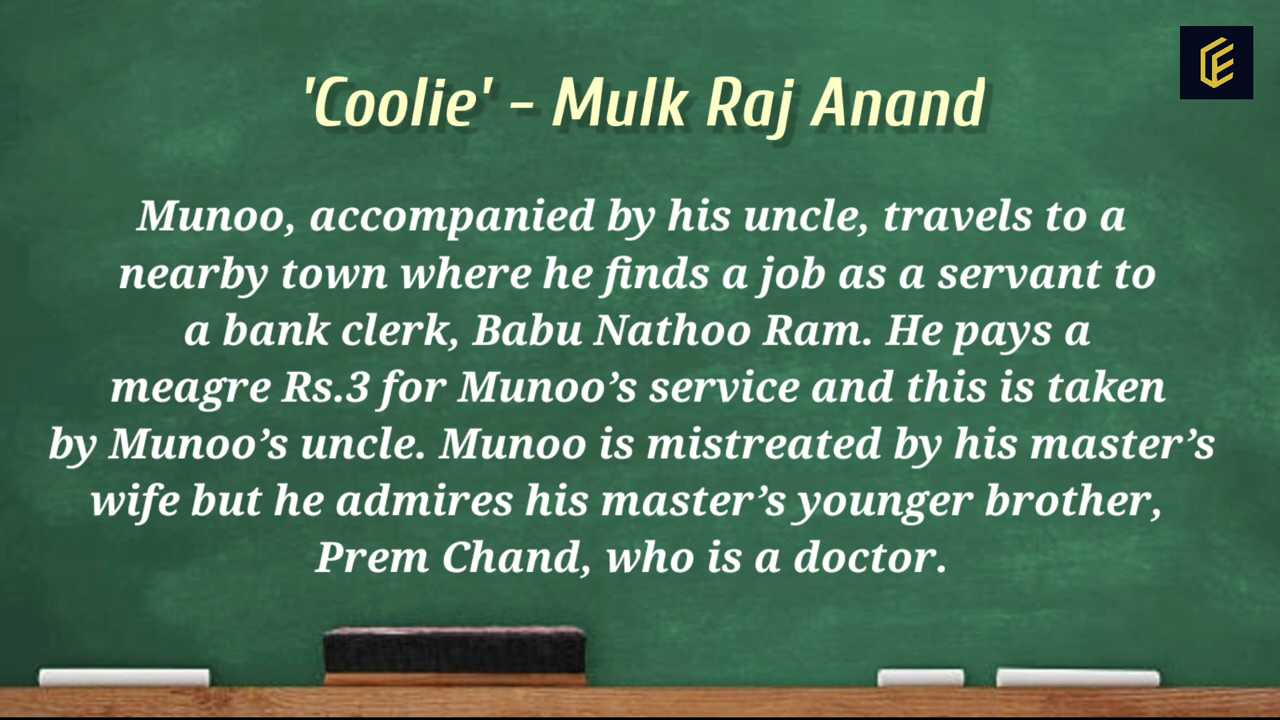 'Coolie' - Mulk Raj Anand
Munoo, accompanied by his uncle, travels to a
nearby town where he finds a job as a servant to
a bank clerk, Babu Nathoo Ram. He pays a
meagre Rs.3 for Munoo’s service and this is taken
by Munoo’s uncle. Munoo is mistreated by his master’s
wife but he admires his master’s younger brother,
Prem Chand, who is a doctor.